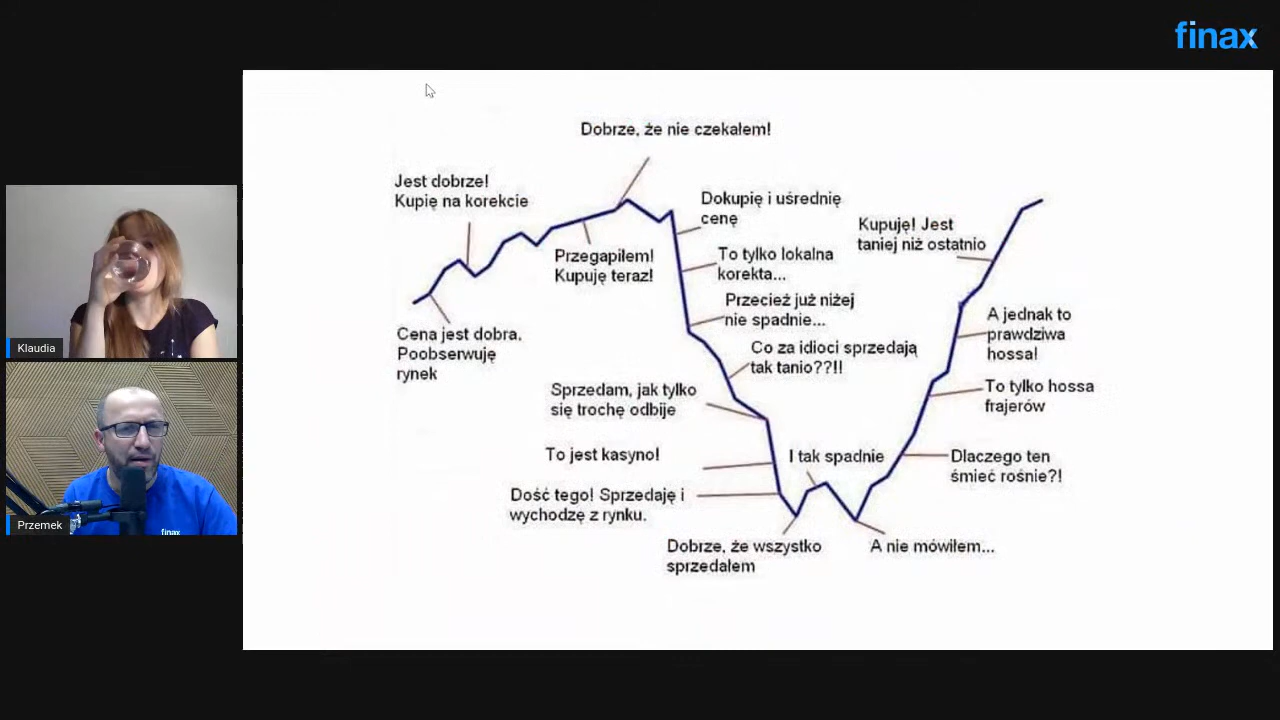 finax
Dobrze, że nie czekałem!
Jest dobrze!
Kupię na korekcie
Dokupię i uśrednię
cenę
Kupuję! Jest
taniej niż ostatnio
Przegapiłem!
Kupuję teraz!
To tylko lokalna
korekta...
Przecież już niżej
nie spadnie...
A jednak to
prawdziwa
hossa!
Cena jest dobra.
Poobserwuję
rynek
Co za idioci sprzedają
tak tanio??!!
Sprzedam, jak tylko
się trochę odbije
To tylko hossa
frajerów
To jest kasyno!
I tak spadnie
Dlaczego ten
śmieć rośnie?!
Dość tego! Sprzedaję i
wychodzę z rynku.
Dobrze, że wszystko
sprzedałem
A nie mówiłem...
Klaudia
Przemek
finax